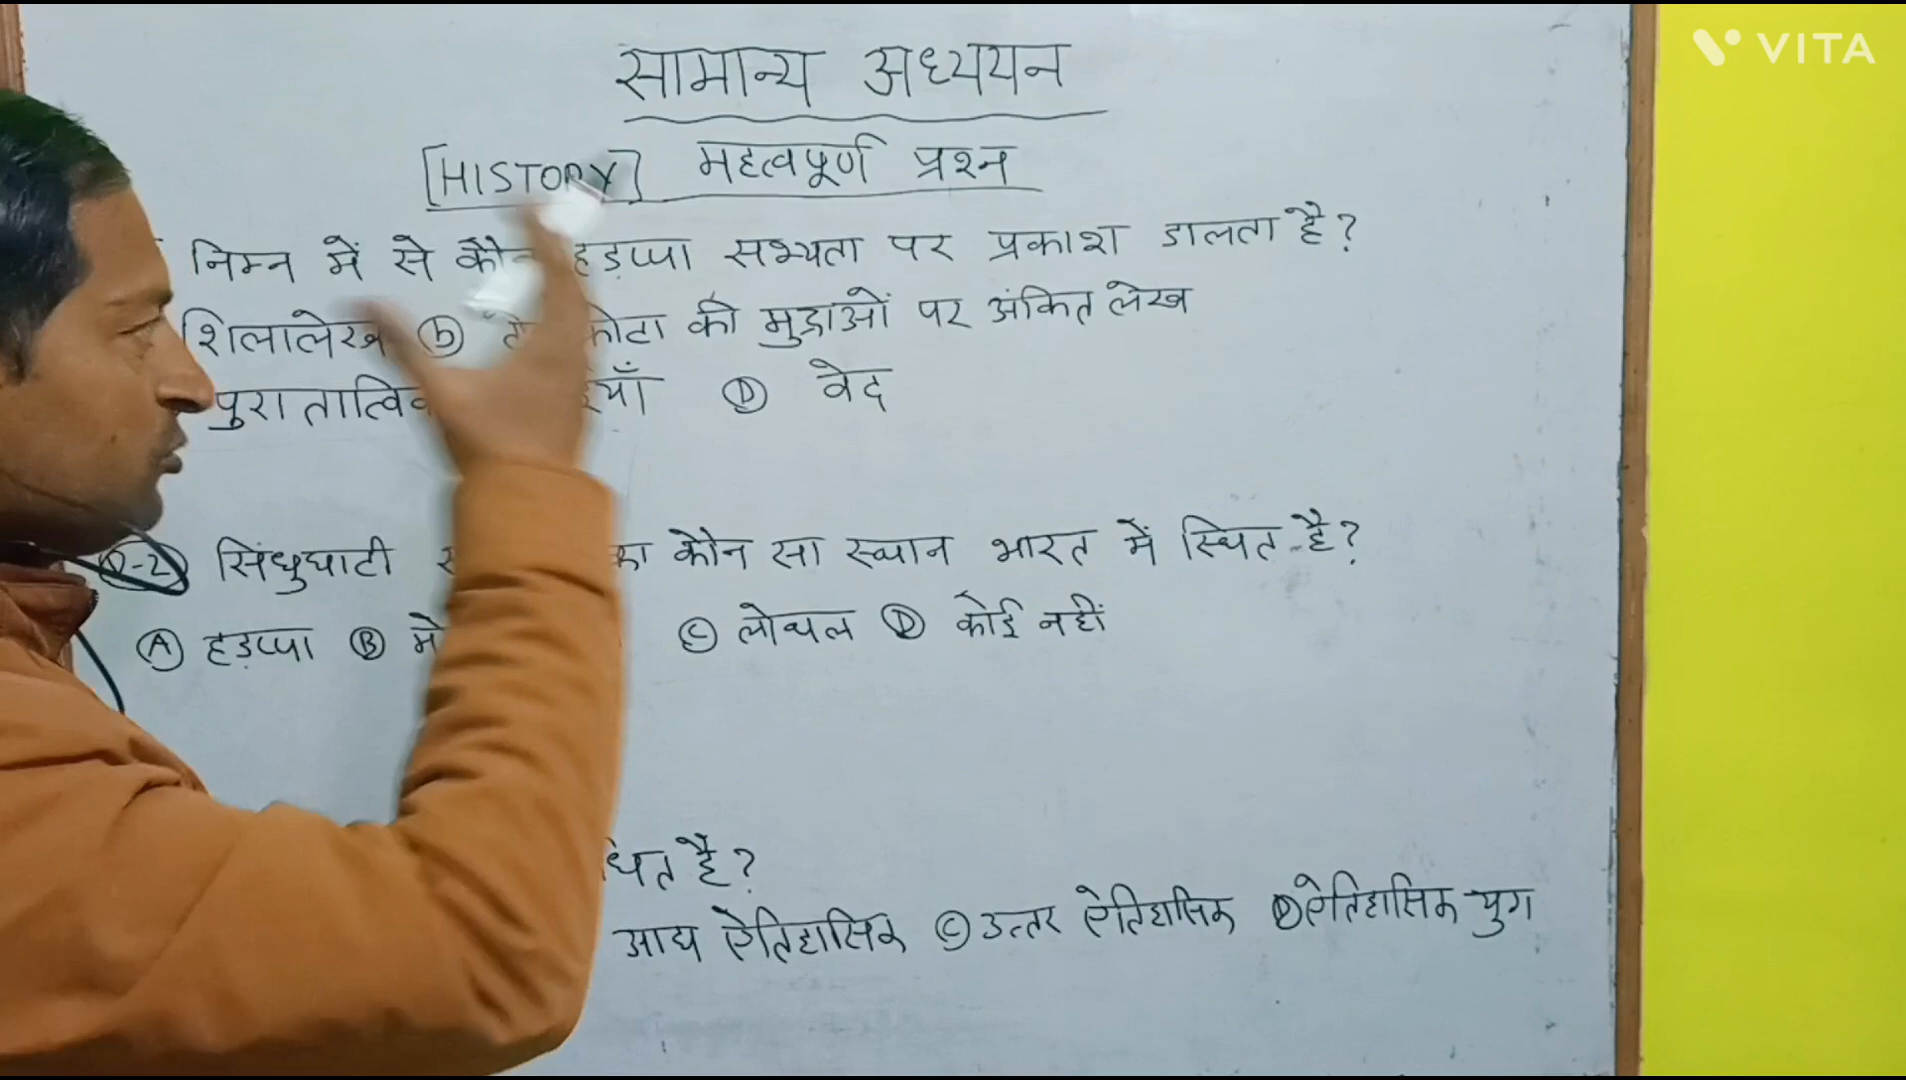 VITA
सामान्य अध्ययन
[HISTORY] महत्वपूर्ण प्रश्न
निम्न में से हड़प्पा सभ्यता पर प्रकाश डालता है?
शिलालेख (b) की मुद्राओं पर अंकित लेख
(D) वेद
Q-2 सिंधुघाटी कौन सा स्थान भारत में स्थित है?
(A) हड़प्पा (B) (C) लोथल (D) कोई नहीं
है?
आद्य ऐतिहासिक (C) उत्तर ऐतिहासिक (D) ऐतिहासिक युग